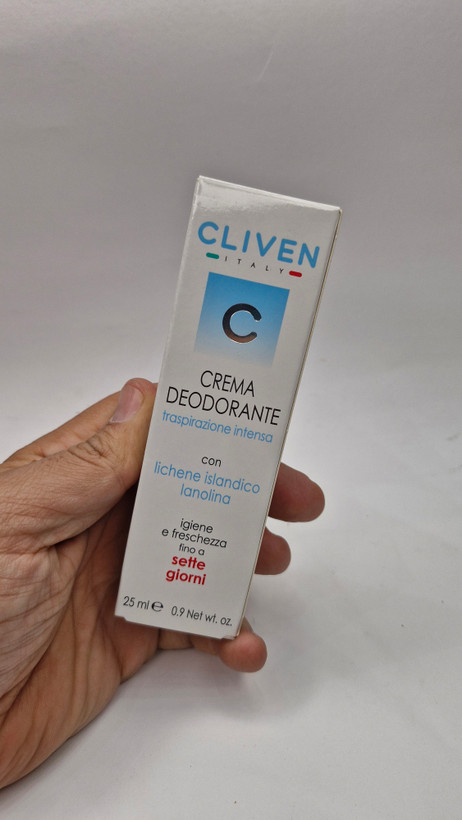 CLIVEN
ITALY
C
CREMA
DEODORANTE
traspirazione intensa
con
lichene islandico
lanolina
igiene
e freschezza
fino a
sette
giorni
25 ml e 0.9 Net wt. oz.